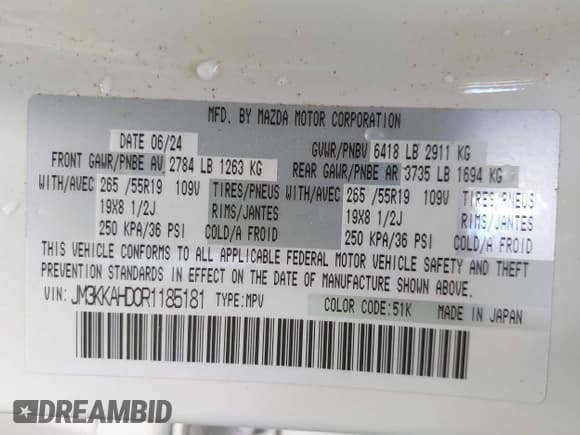 MFD. BY MAZDA MOTOR CORPORATION
DATE 06/24 GVWR/PNBV 6418 LB 2911 KG
FRONT GAWR/PNBE AV 2784 LB 1263 KG REAR GAWR/PNBE AR 3735 LB 1694 KG
WITH/AVEC 265 /55R19 109V TIRES/PNEUS WITH/AVEC 265 /55R19 109V TIRES/PNEUS
19X8 1/2J RIMS/JANTES 19X8 1/2J RIMS/JANTES
250 KPA/36 PSI COLD/A FROID 250 KPA/36 PSI COLD/A FROID
THIS VEHICLE CONFORMS TO ALL APPLICABLE FEDERAL MOTOR VEHICLE SAFETY AND THEFT
PREVENTION STANDARDS IN EFFECT ON THE DATE OF MANUFACTURE SHOWN ABOVE.
VIN: JM3KKAHD0R1185181 TYPE:MPV COLOR CODE:51K MADE IN JAPAN
DREAMBID